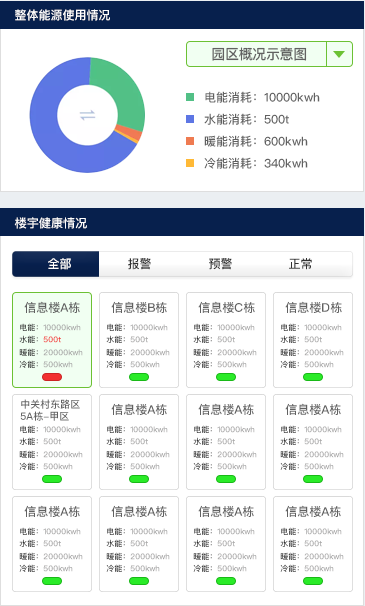 整体能源使用情况
园区概况示意图
电能消耗：10000kwh
水能消耗：500t
暖能消耗：600kwh
冷能消耗：340kwh
楼宇健康情况
全部 报警 预警 正常
信息楼A栋 信息楼B栋 信息楼C栋 信息楼D栋
电能：10000kwh 电能：10000kwh 电能：10000kwh 电能：10000kwh
水能：500t 水能：500t 水能：500t 水能：500t
暖能：20000kwh 暖能：20000kwh 暖能：20000kwh 暖能：20000kwh
冷能：500kwh 冷能：500kwh 冷能：500kwh 冷能：500kwh
中关村东路区
5A栋-甲区 信息楼A栋 信息楼A栋 信息楼A栋
电能：10000kwh 电能：10000kwh 电能：10000kwh 电能：10000kwh
水能：500t 水能：500t 水能：500t 水能：500t
暖能：20000kwh 暖能：20000kwh 暖能：20000kwh 暖能：20000kwh
冷能：500kwh 冷能：500kwh 冷能：500kwh 冷能：500kwh
信息楼A栋 信息楼A栋 信息楼A栋 信息楼A栋
电能：10000kwh 电能：10000kwh 电能：10000kwh 电能：10000kwh
水能：500t 水能：500t 水能：500t 水能：500t
暖能：20000kwh 暖能：20000kwh 暖能：20000kwh 暖能：20000kwh
冷能：500kwh 冷能：500kwh 冷能：500kwh 冷能：500kwh